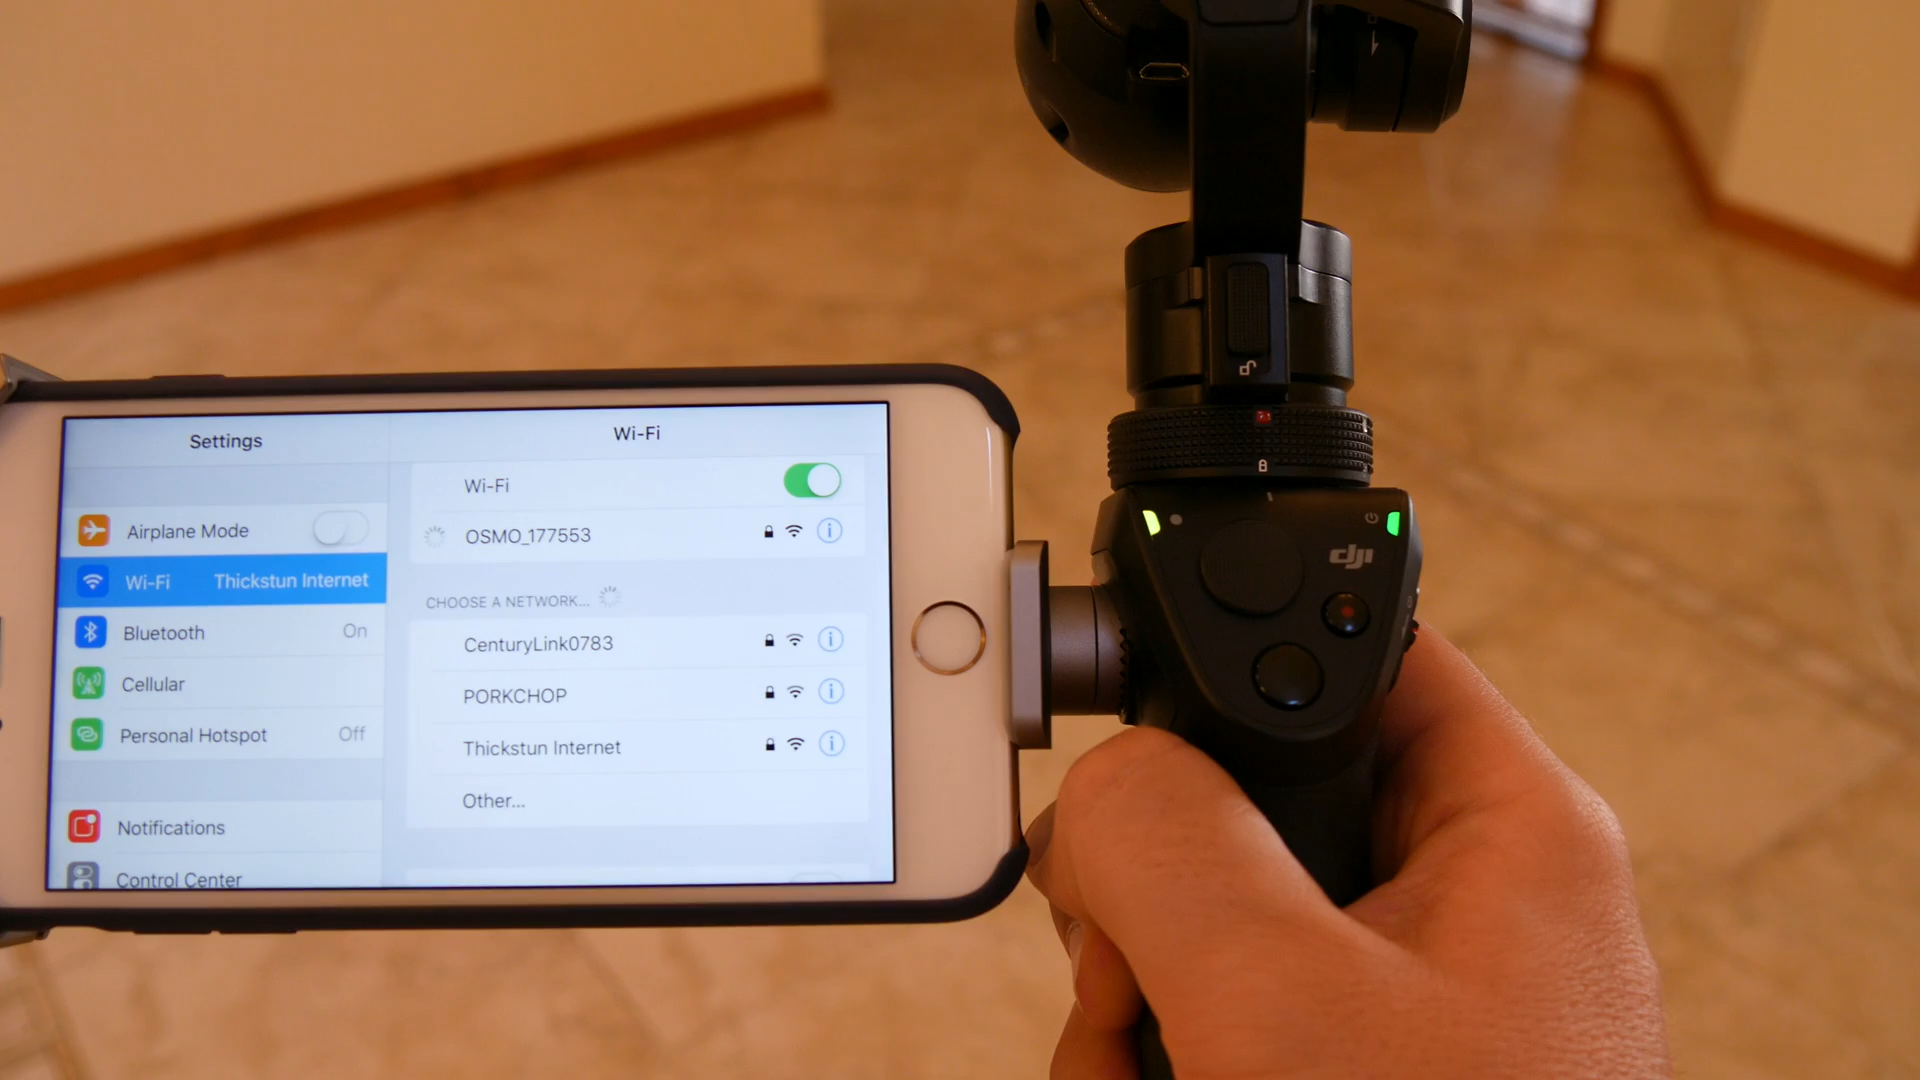 Settings
Airplane Mode
Wi-Fi Thickstun Internet
Bluetooth On
Cellular
Personal Hotspot Off
Notifications
Control Center
Wi-Fi
Wi-Fi
OSMO_177553
CHOOSE A NETWORK...
CenturyLink0783
PORKCHOP
Thickstun Internet
Other...
dji